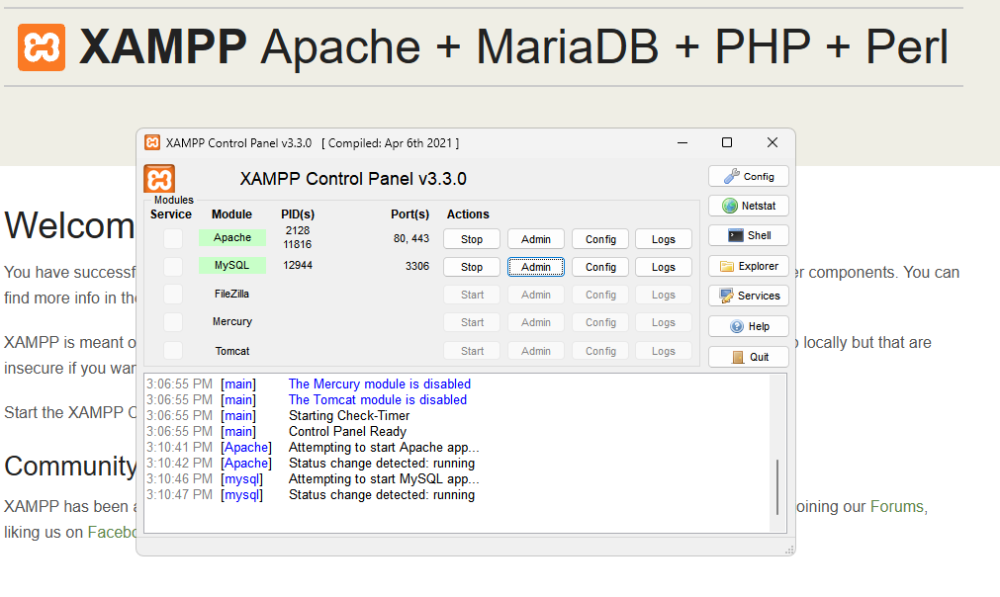 XAMPP Apache + MariaDB + PHP + Perl
XAMPP Control Panel v3.3.0 [ Compiled: Apr 6th 2021 ]
XAMPP Control Panel v3.3.0
Config
Modules
Service Module PID(s) Port(s) Actions
Netstat
Apache 2128 11816 80, 443 Stop Admin Config Logs
Shell
MySQL 12944 3306 Stop Admin Config Logs
Explorer
FileZilla Start Admin Config Logs
Services
Mercury Start Admin Config Logs
Help
Tomcat Start Admin Config Logs
Quit
3:06:55 PM [main] The Mercury module is disabled
3:06:55 PM [main] The Tomcat module is disabled
3:06:55 PM [main] Starting Check-Timer
3:06:55 PM [main] Control Panel Ready
3:10:41 PM [Apache] Attempting to start Apache app...
3:10:42 PM [Apache] Status change detected: running
3:10:46 PM [mysql] Attempting to start MySQL app...
3:10:47 PM [mysql] Status change detected: running
Welcom
You have successf er components. You can
find more info in the
XAMPP is meant o locally but that are
insecure if you wan
Start the XAMPP C
Community
XAMPP has been a oining our Forums,
liking us on Facebo